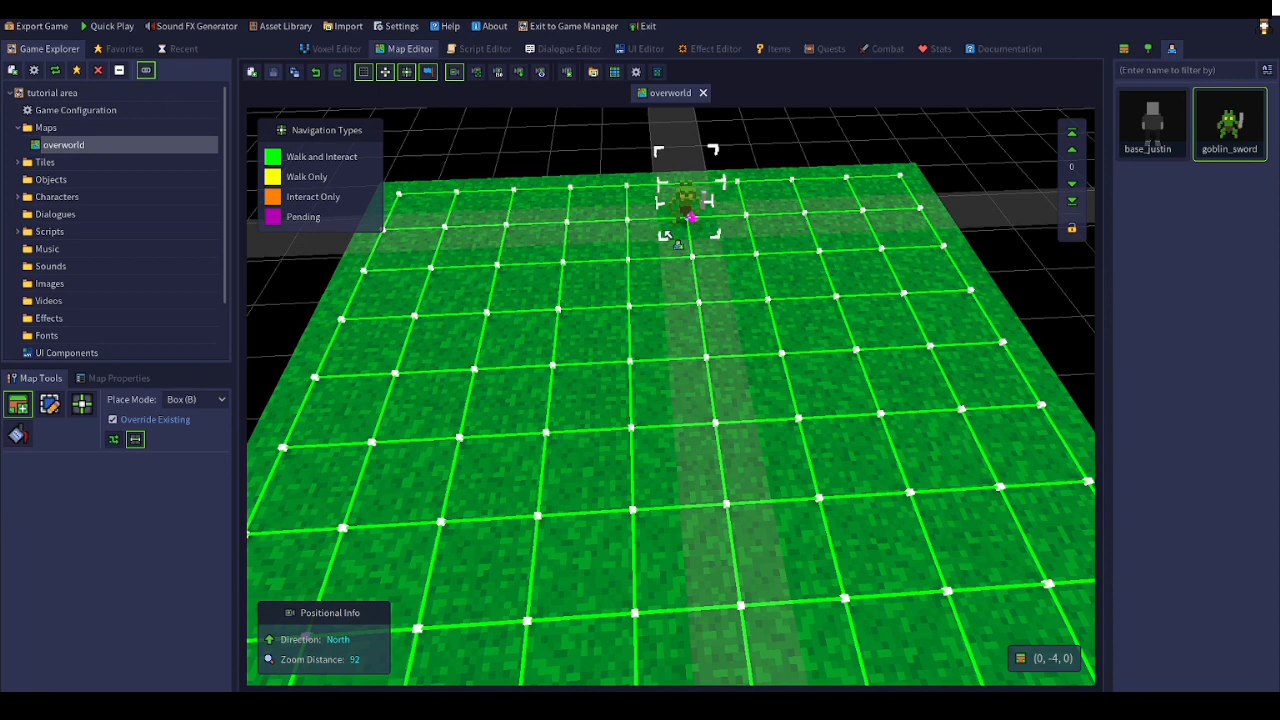 Export Game Quick Play Sound FX Generator Asset Library Import Settings Help About Exit to Game Manager Exit
Game Explorer Favorites Recent Voxel Editor Map Editor Script Editor Dialogue Editor UI Editor Effect Editor Items Quests Combat Stats Documentation
(Enter name to filter by)
overworld
tutorial area
Game Configuration
Maps
overworld
Tiles
Objects
Characters
Dialogues
Scripts
Music
Sounds
Images
Videos
Effects
Fonts
UI Components
Map Tools Map Properties
Place Mode: Box (B)
Override Existing
Navigation Types
Walk and Interact
Walk Only
Interact Only
Pending
0
Positional Info
Direction: North
Zoom Distance: 92
(0, -4, 0)
base_justin goblin_sword